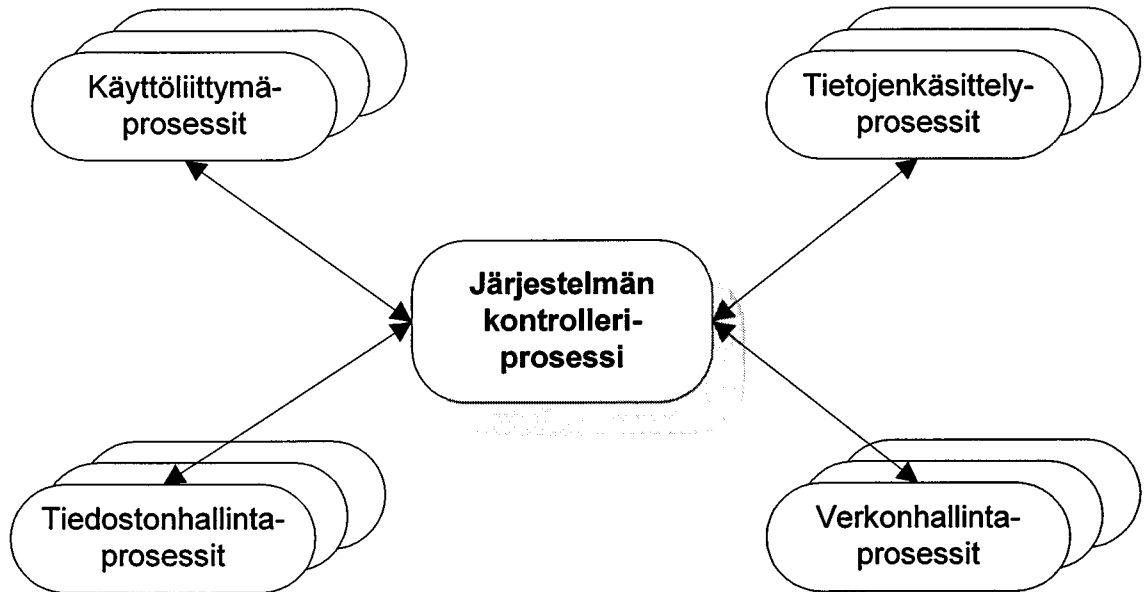 Käyttöliittymä-
prosessit
Tietojenkäsittely-
prosessit
Järjestelmän
kontrolleri-
prosessi
Tiedostonhallinta-
prosessit
Verkonhallinta-
prosessit